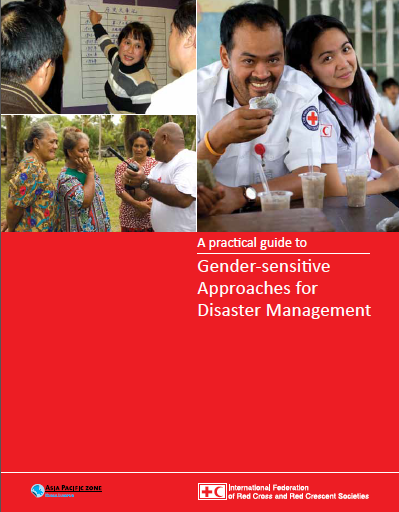 A practical guide to
Gender-sensitive
Approaches for
Disaster Management
ASIA PACIFIC ZONE
International Federation
of Red Cross and Red Crescent Societies